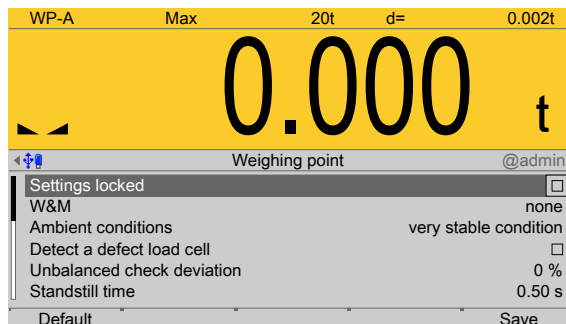 WP-A Max 20t d= 0.002t
0.000 t
Weighing point @admin
Settings locked
W&M none
Ambient conditions very stable condition
Detect a defect load cell
Unbalanced check deviation 0 %
Standstill time 0.50 s
Default Save